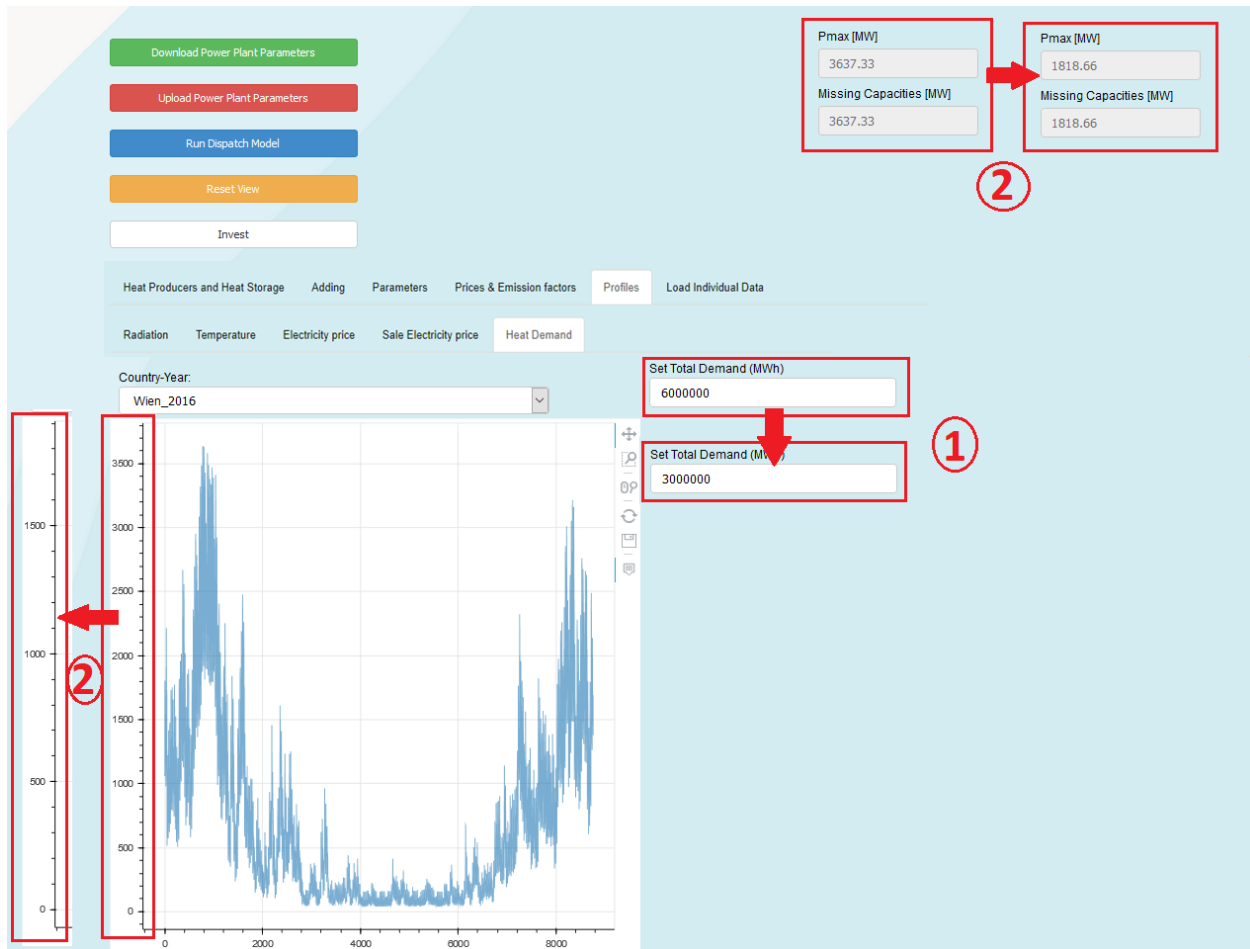 Download Power Plant Parameters
Upload Power Plant Parameters
Run Dispatch Model
Reset View
Invest
Pmax [MW]
3637.33
Missing Capacities [MW]
3637.33
Pmax [MW]
1818.66
Missing Capacities [MW]
1818.66
2
Heat Producers and Heat Storage Adding Parameters Prices & Emission factors Profiles Load Individual Data
Radiation Temperature Electricity price Sale Electricity price Heat Demand
Country-Year:
Wien_2016
Set Total Demand (MWh)
6000000
Set Total Demand (MWh)
3000000
1
1500
1000
500
0
2
3500
3000
2500
2000
1500
1000
500
0
0 2000 4000 6000 8000